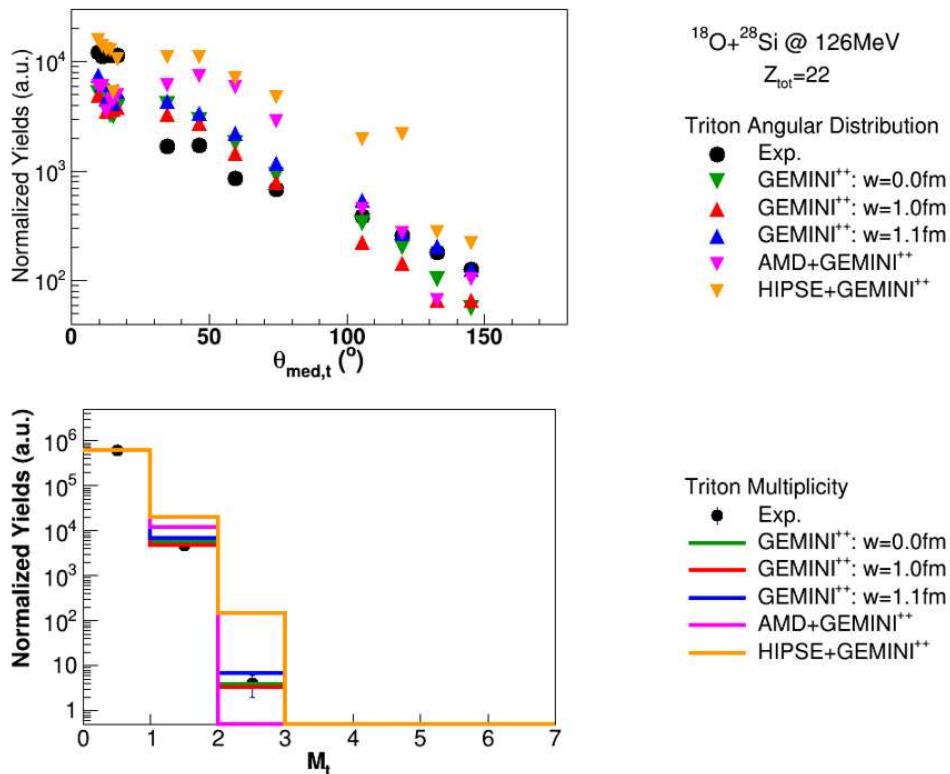 Normalized Yields (a.u.)
10⁴
10³
10²
0
50
100
150
θmed,t (°)
¹⁸O+²⁸Si @ 126MeV
Ztot=22
Triton Angular Distribution
Exp.
GEMINI⁺⁺: w=0.0fm
GEMINI⁺⁺: w=1.0fm
GEMINI⁺⁺: w=1.1fm
AMD+GEMINI⁺⁺
HIPSE+GEMINI⁺⁺
Normalized Yields (a.u.)
10⁶
10⁵
10⁴
10³
10²
10
1
0
1
2
3
4
5
6
7
Mt
Triton Multiplicity
Exp.
GEMINI⁺⁺: w=0.0fm
GEMINI⁺⁺: w=1.0fm
GEMINI⁺⁺: w=1.1fm
AMD+GEMINI⁺⁺
HIPSE+GEMINI⁺⁺